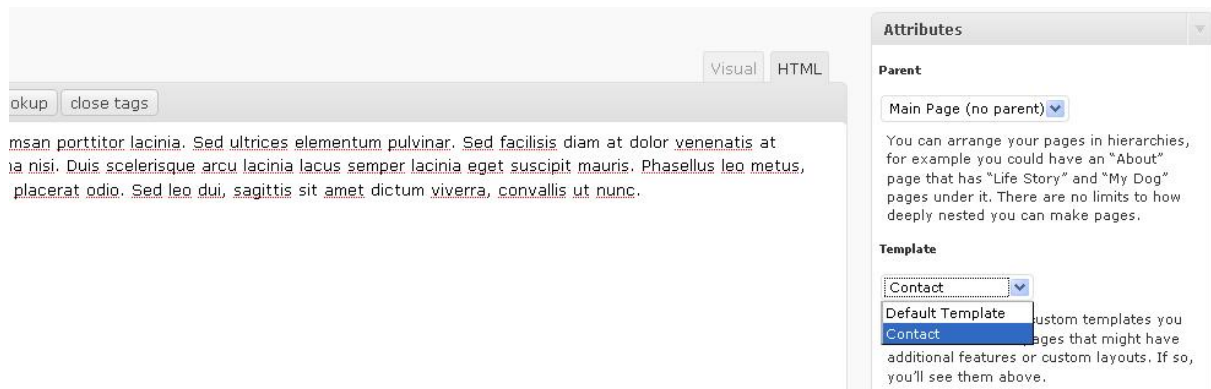 Visual HTML
okup close tags
msan porttitor lacinia. Sed ultrices elementum pulvinar. Sed facilisis diam at dolor venenatis at
na nisi. Duis scelerisque arcu lacinia lacus semper lacinia eget suscipit mauris. Phasellus leo metus,
placerat odio. Sed leo dui, sagittis sit amet dictum viverra, convallis ut nunc.
Attributes
Parent
Main Page (no parent)
You can arrange your pages in hierarchies,
for example you could have an “About”
page that has “Life Story” and “My Dog”
pages under it. There are no limits to how
deeply nested you can make pages.
Template
Contact
Default Template
Contact
ustom templates you
ages that might have
additional features or custom layouts. If so,
you’ll see them above.